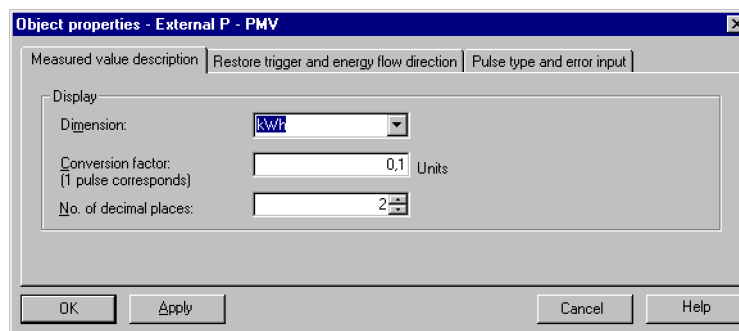 Object properties - External P - PMV
Measured value description Restore trigger and energy flow direction Pulse type and error input
Display
Dimension: kWh
Conversion factor: 0,1 Units
(1 pulse corresponds)
No. of decimal places: 2
OK Apply Cancel Help